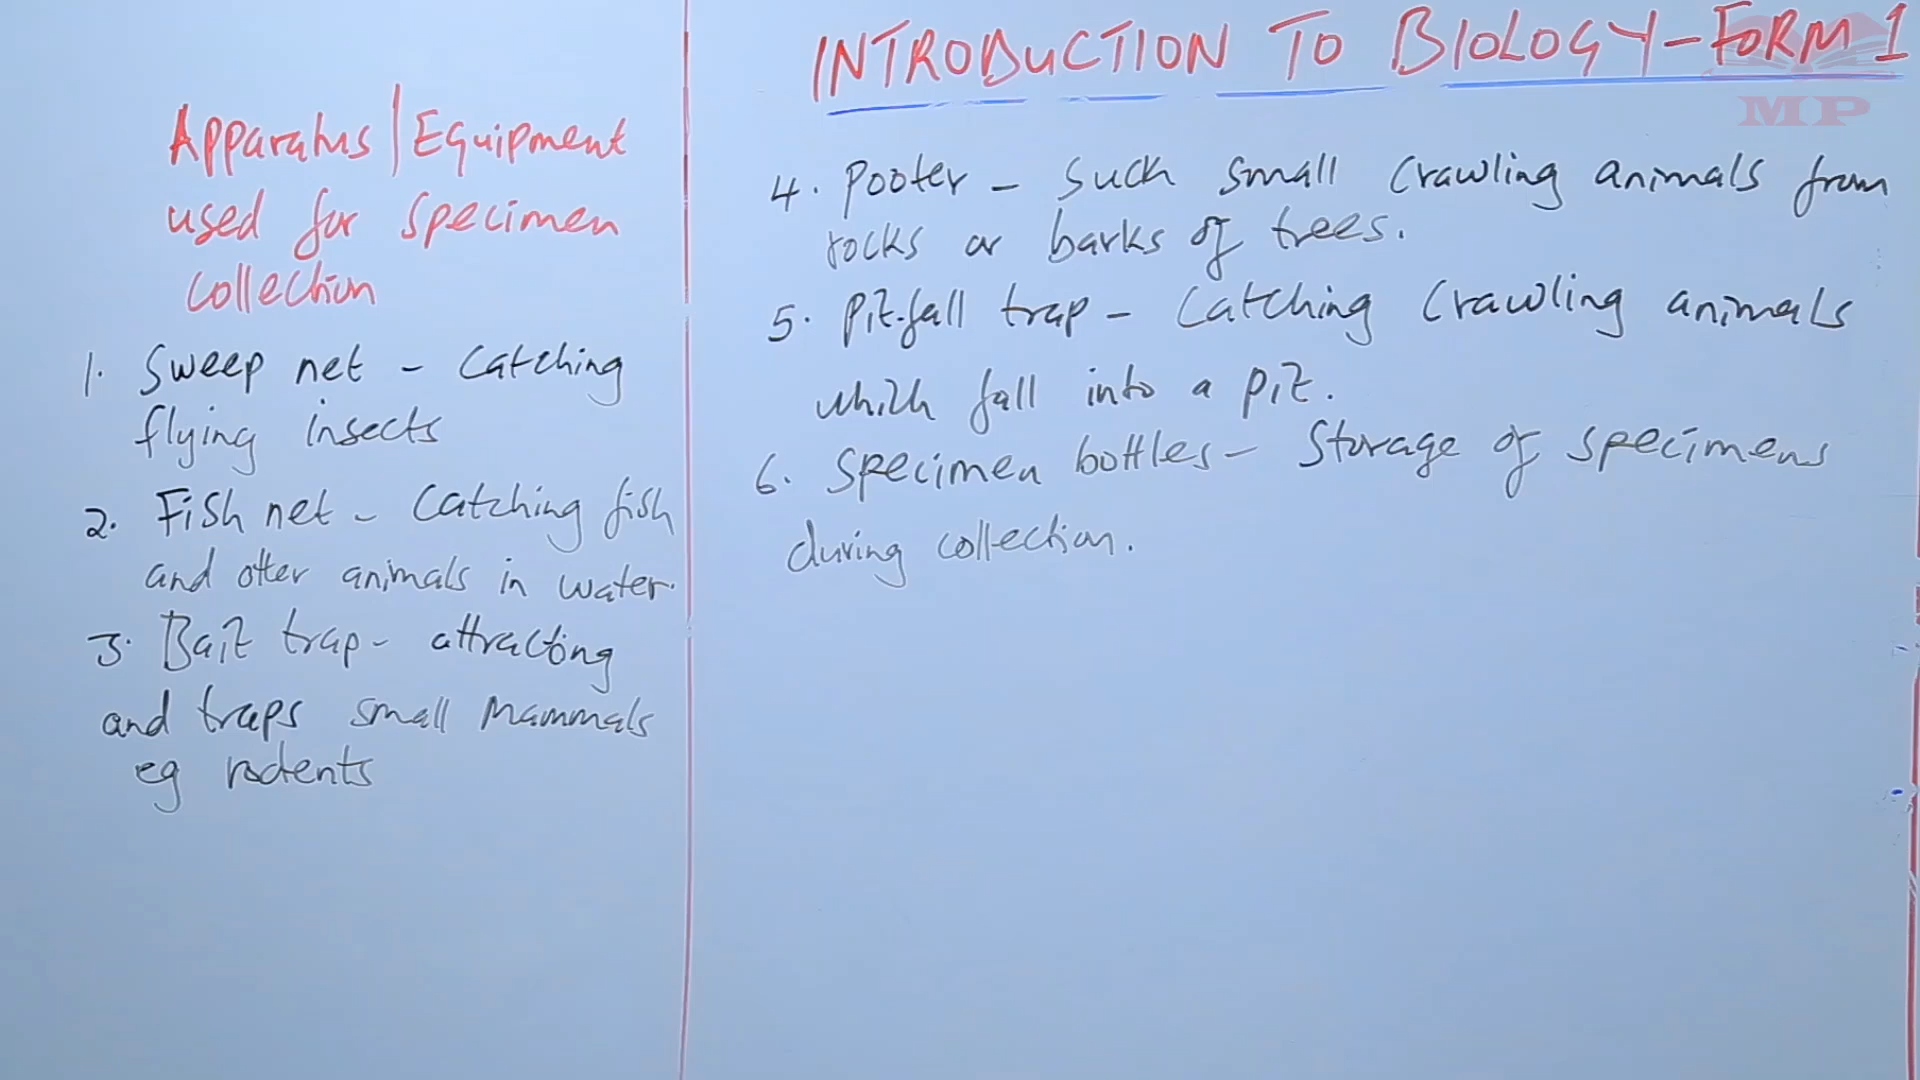 INTRODUCTION TO BIOLOGY - FORM 1
MP
Apparatus | Equipment
used for specimen
collection
1. Sweep net - Catching
flying insects
2. Fish net - Catching fish
and other animals in water.
3. Bait trap - attracting
and traps small mammals
eg rodents
4. Pooter - Suck small crawling animals from
rocks or barks of trees.
5. Pit-fall trap - Catching Crawling animals
which fall into a pit.
6. Specimen bottles - Storage of specimens
during collection.